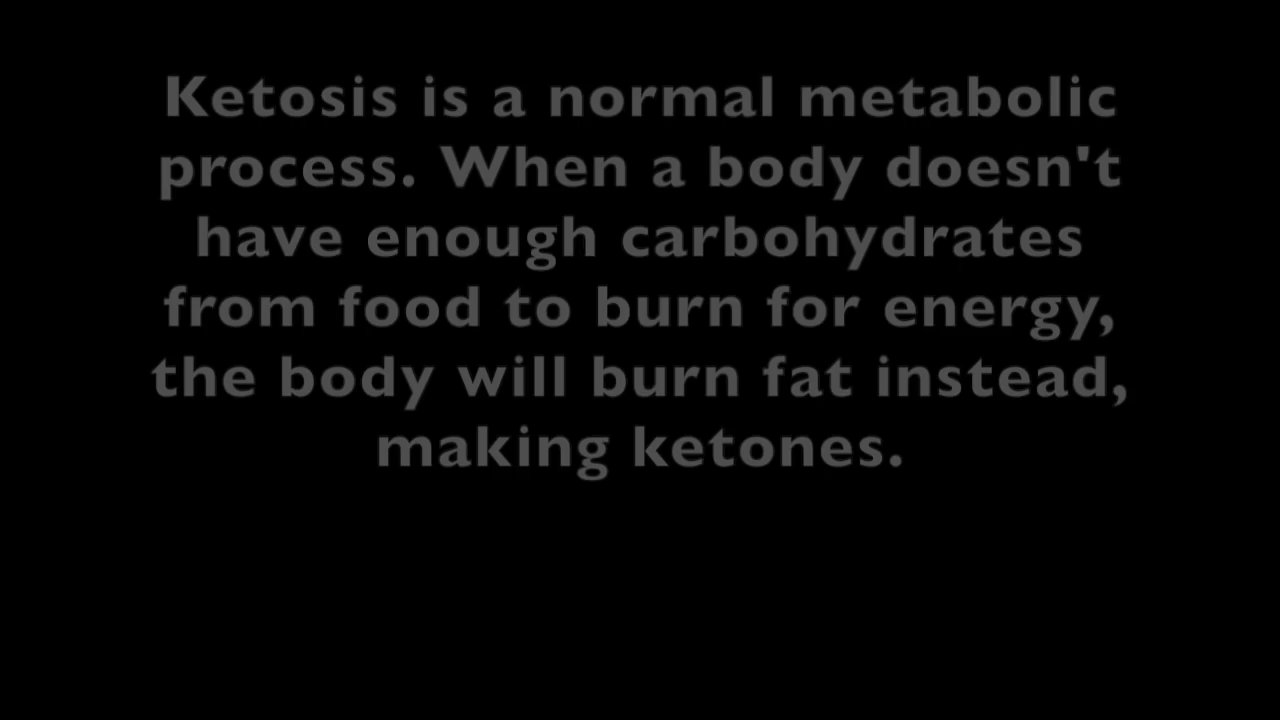 Ketosis is a normal metabolic
process. When a body doesn't
have enough carbohydrates
from food to burn for energy,
the body will burn fat instead,
making ketones.